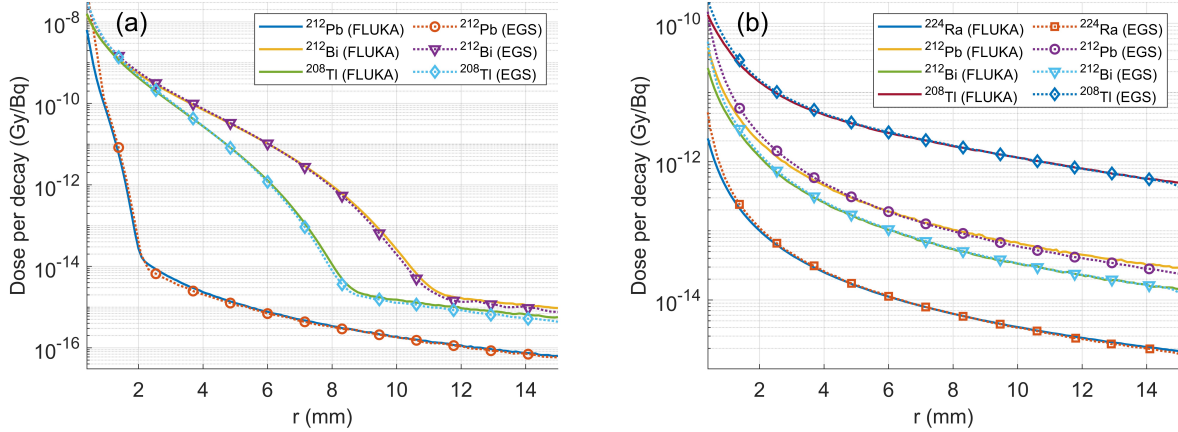 (a)
²¹²Pb (FLUKA) ²¹²Pb (EGS)
²¹²Bi (FLUKA) ²¹²Bi (EGS)
²⁰⁸Tl (FLUKA) ²⁰⁸Tl (EGS)
10⁻⁸
10⁻¹⁰
10⁻¹²
10⁻¹⁴
10⁻¹⁶
Dose per decay (Gy/Bq)
2 4 6 8 10 12 14
r (mm)
(b)
²²⁴Ra (FLUKA) ²²⁴Ra (EGS)
²¹²Pb (FLUKA) ²¹²Pb (EGS)
²¹²Bi (FLUKA) ²¹²Bi (EGS)
²⁰⁸Tl (FLUKA) ²⁰⁸Tl (EGS)
10⁻¹⁰
10⁻¹²
10⁻¹⁴
Dose per decay (Gy/Bq)
2 4 6 8 10 12 14
r (mm)